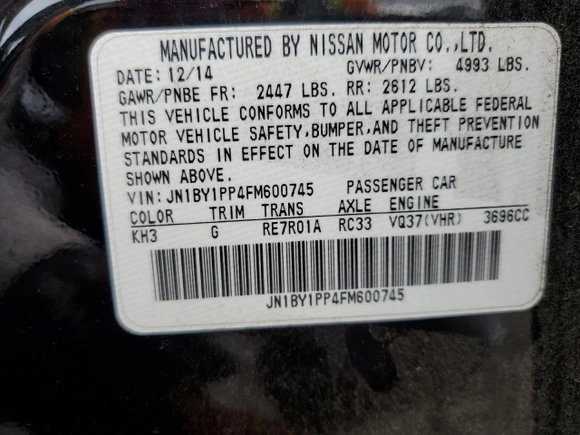 MANUFACTURED BY NISSAN MOTOR CO.,LTD.
DATE: 12/14 GVWR/PNBV: 4993 LBS.
GAWR/PNBE FR: 2447 LBS. RR: 2612 LBS.
THIS VEHICLE CONFORMS TO ALL APPLICABLE FEDERAL
MOTOR VEHICLE SAFETY,BUMPER,AND THEFT PREVENTION
STANDARDS IN EFFECT ON THE DATE OF MANUFACTURE
SHOWN ABOVE.
VIN: JN1BY1PP4FM600745 PASSENGER CAR
COLOR TRIM TRANS AXLE ENGINE
KH3 G RE7R01A RC33 VQ37(VHR) 3696CC
JN1BY1PP4FM600745